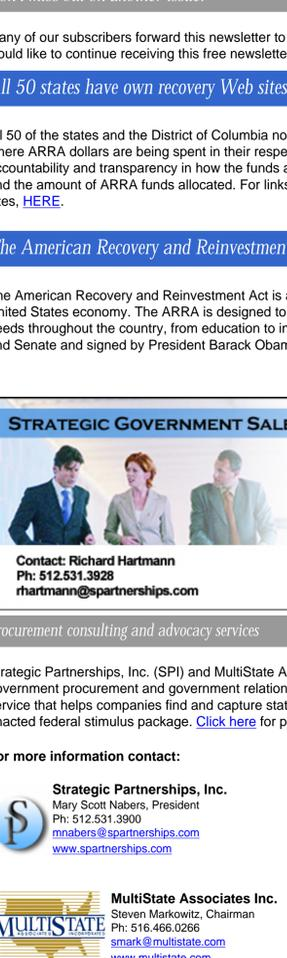 any of our subscribers forward this newsletter to
ould like to continue receiving this free newslette
ll 50 states have own recovery Web sites
l 50 of the states and the District of Columbia no
here ARRA dollars are being spent in their respe
ccountability and transparency in how the funds a
nd the amount of ARRA funds allocated. For links
tes, HERE.
he American Recovery and Reinvestmen
he American Recovery and Reinvestment Act is a
nited States economy. The ARRA is designed to
eeds throughout the country, from education to in
nd Senate and signed by President Barack Obam
STRATEGIC GOVERNMENT SALE
Contact: Richard Hartmann
Ph: 512.531.3928
rhartmann@spartnerships.com
rocurement consulting and advocacy services
trategic Partnerships, Inc. (SPI) and MultiState A
overnment procurement and government relation
ervice that helps companies find and capture stat
nacted federal stimulus package. Click here for p
or more information contact:
Strategic Partnerships, Inc.
Mary Scott Nabers, President
Ph: 512.531.3900
mnabers@spartnerships.com
www.spartnerships.com
MultiState Associates Inc.
Steven Markowitz, Chairman
Ph: 516.466.0266
smark@multistate.com
www.multistate.com
MULTISTATE
ASSOCIATES INCORPORATED